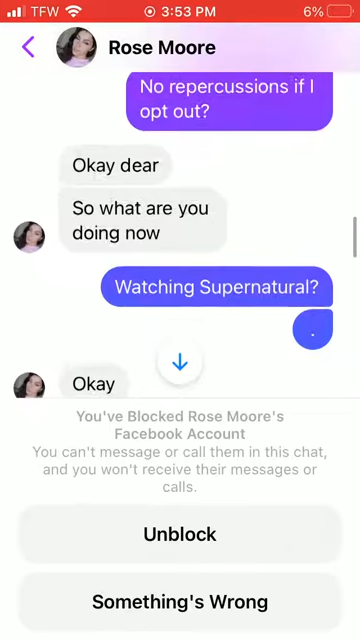 TFW 3:53 PM 6%
Rose Moore
No repercussions if I
opt out?
Okay dear
So what are you
doing now
Watching Supernatural?
.
Okay
You've Blocked Rose Moore's
Facebook Account
You can't message or call them in this chat,
and you won't receive their messages or
calls.
Unblock
Something's Wrong